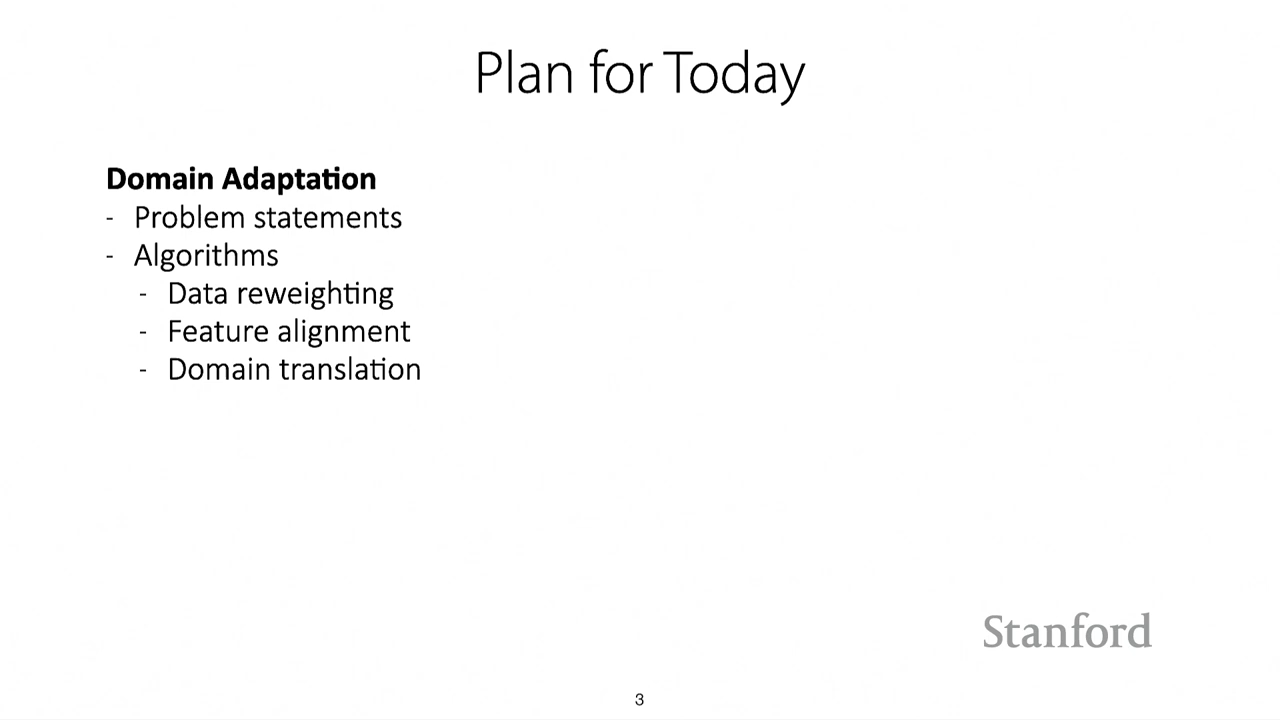 Plan for Today
Domain Adaptation
- Problem statements
- Algorithms
- Data reweighting
- Feature alignment
- Domain translation
Stanford
3